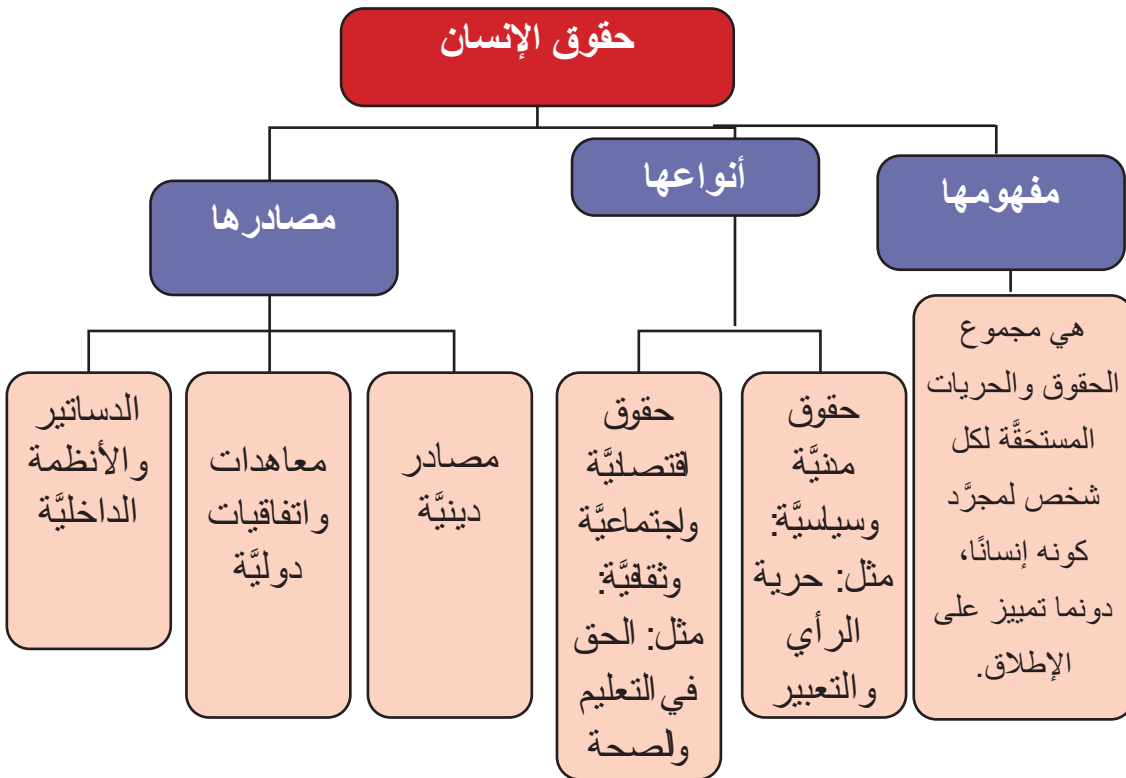 حقوق الإنسان
مفهومها
هي مجموع
الحقوق والحريات
المستحَقَّة لكل
شخص لمجرَّد
كونه إنسانًا،
دونما تمييز على
الإطلاق.
أنواعها
حقوق
مدنيَّة
وسياسيَّة:
مثل: حرية
الرأي
والتعبير
حقوق
اقتصاديَّة
واجتماعيَّة
وثقافيَّة:
مثل: الحق
في التعليم
والصحة
مصادرها
مصادر
دينيَّة
معاهدات
واتفاقيات
دوليَّة
الدساتير
والأنظمة
الداخليَّة